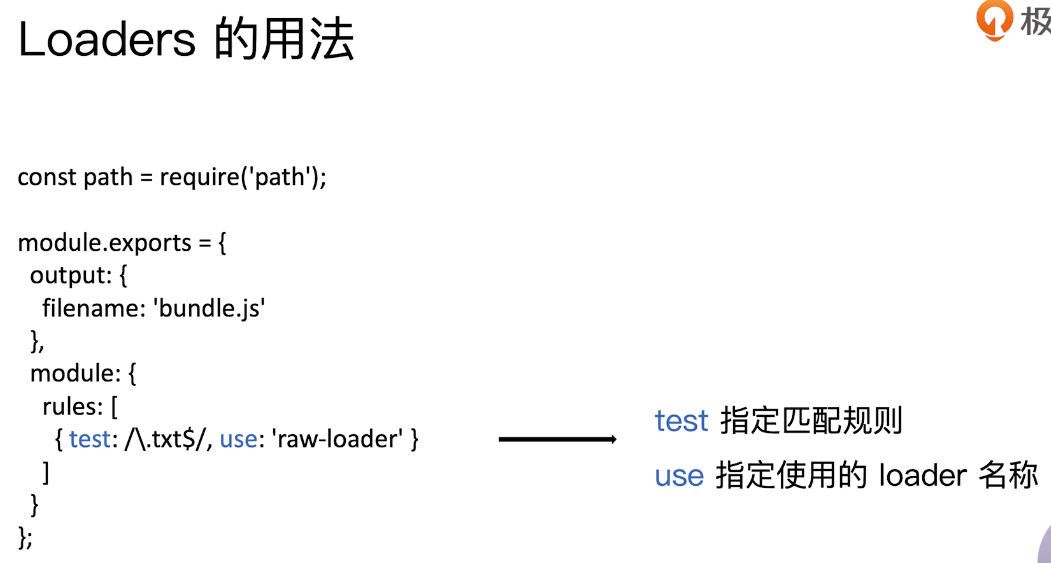 Loaders 的用法
极
const path = require('path');
module.exports = {
output: {
filename: 'bundle.js'
},
module: {
rules: [
{ test: /\.txt$/, use: 'raw-loader' }
]
}
};
test 指定匹配规则
use 指定使用的 loader 名称